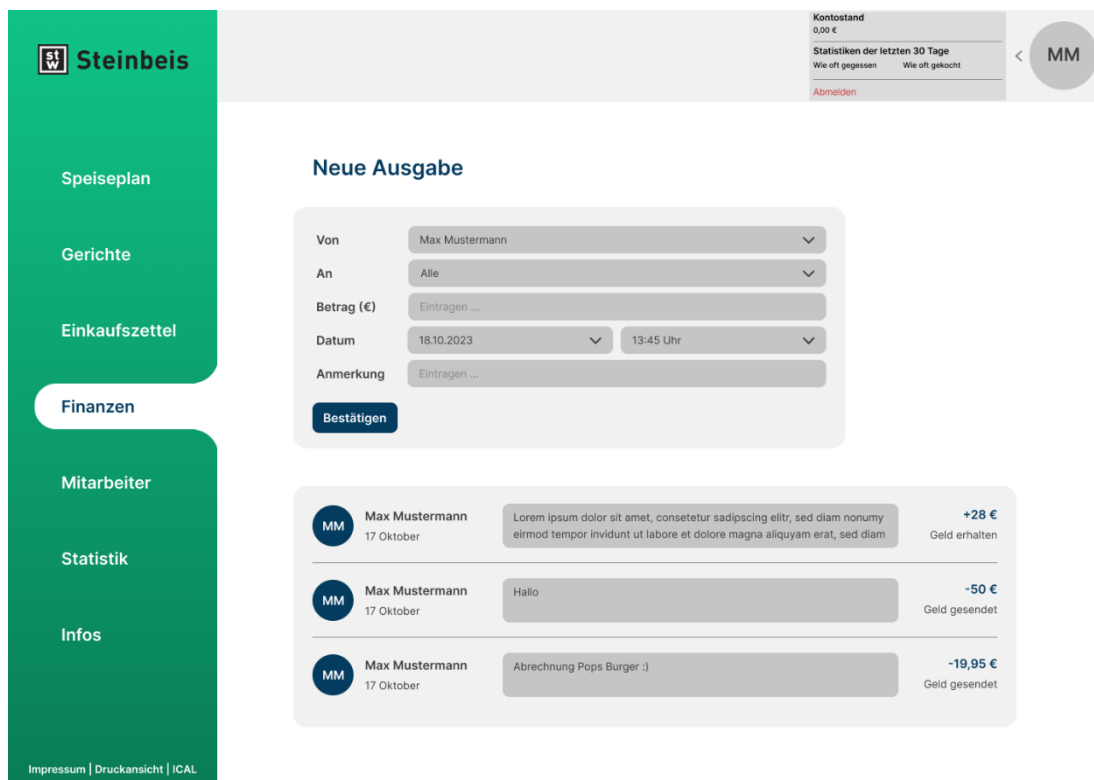 stw Steinbeis
Kontostand
0,00 €
Statistiken der letzten 30 Tage
Wie oft gegessen Wie oft gekocht
Abmelden
< MM
Speiseplan
Gerichte
Einkaufszettel
Finanzen
Mitarbeiter
Statistik
Infos
Impressum | Druckansicht | ICAL
Neue Ausgabe
Von Max Mustermann
An Alle
Betrag (€) Eintragen ...
Datum 18.10.2023 13:45 Uhr
Anmerkung Eintragen ...
Bestätigen
MM
Max Mustermann
17 Oktober
Lorem ipsum dolor sit amet, consetetur sadipscing elitr, sed diam nonumy
eirmod tempor invidunt ut labore et dolore magna aliquyam erat, sed diam
+28 €
Geld erhalten
MM
Max Mustermann
17 Oktober
Hallo
-50 €
Geld gesendet
MM
Max Mustermann
17 Oktober
Abrechnung Pops Burger :)
-19,95 €
Geld gesendet